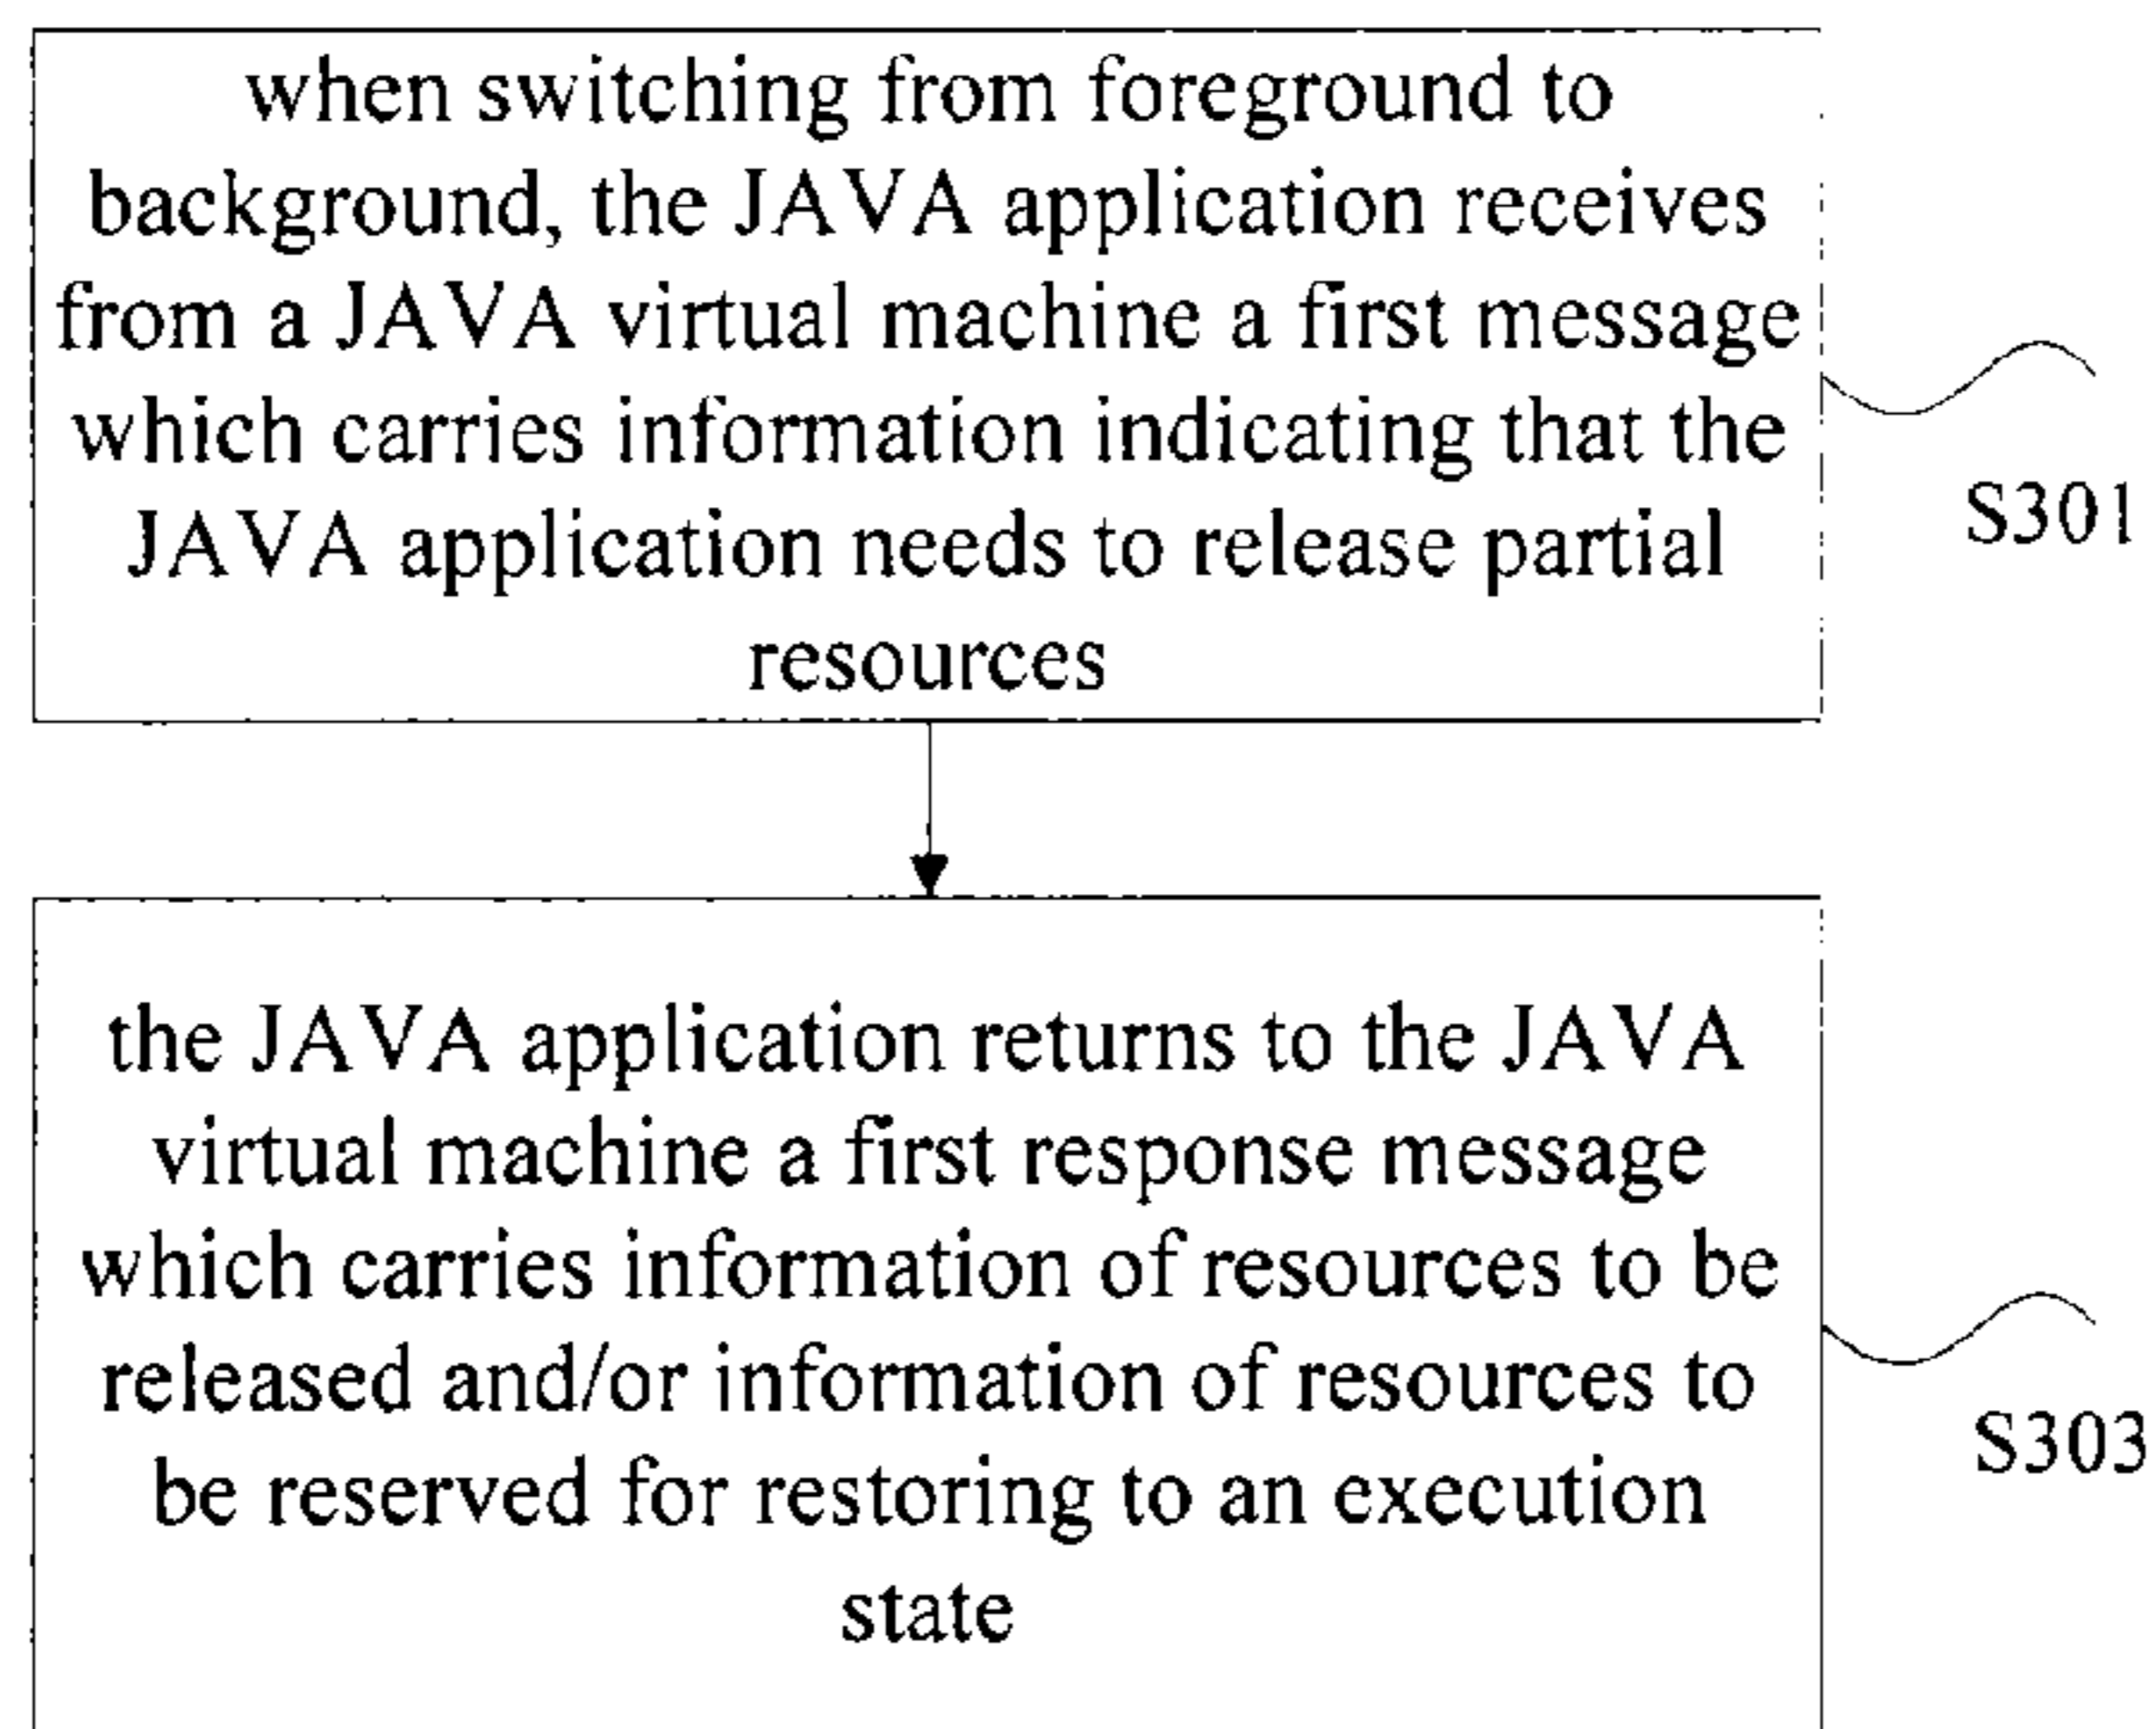 when switching from foreground to
background, the JAVA application receives
from a JAVA virtual machine a first message
which carries information indicating that the
JAVA application needs to release partial
resources
S301
the JAVA application returns to the JAVA
virtual machine a first response message
which carries information of resources to be
released and/or information of resources to
be reserved for restoring to an execution
state
S303